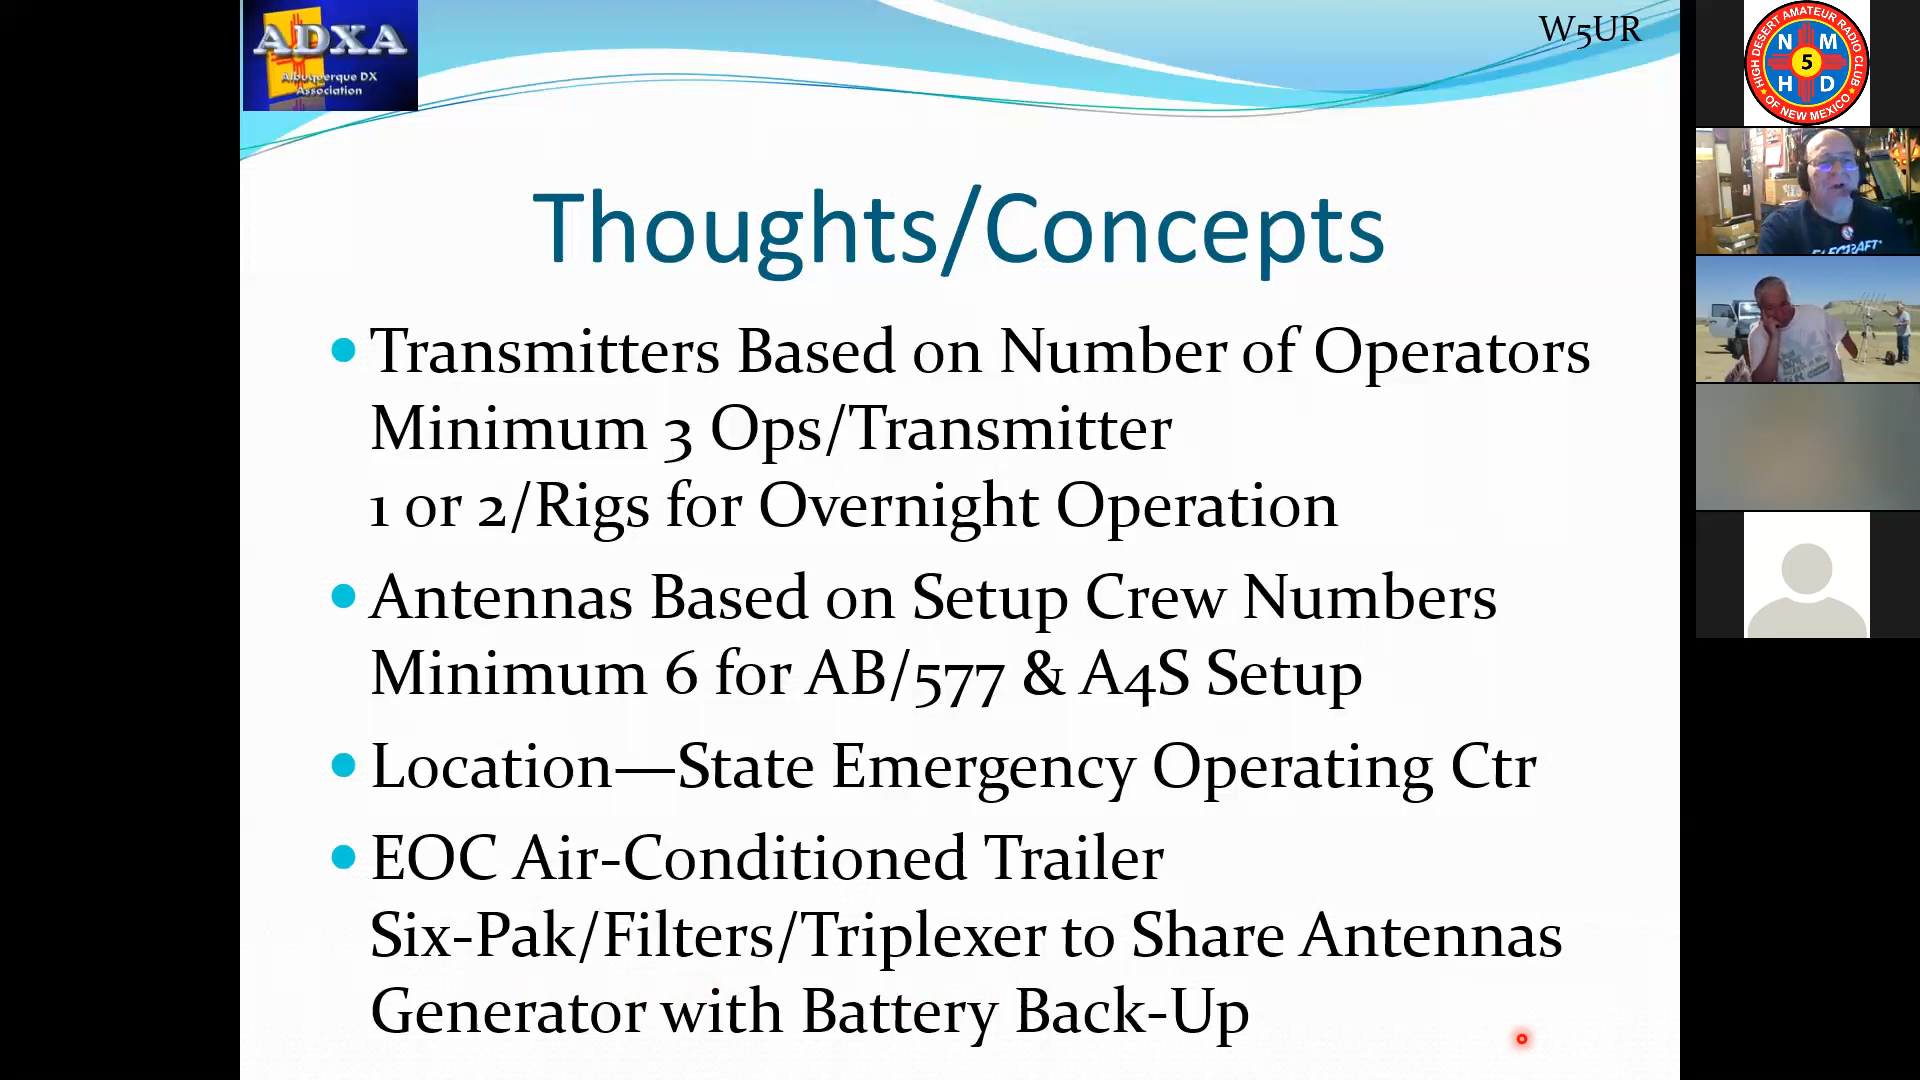 ADXA
Albuquerque DX
Association
W5UR
Thoughts/Concepts
Transmitters Based on Number of Operators
Minimum 3 Ops/Transmitter
1 or 2/Rigs for Overnight Operation
Antennas Based on Setup Crew Numbers
Minimum 6 for AB/577 & A4S Setup
Location—State Emergency Operating Ctr
EOC Air-Conditioned Trailer
Six-Pak/Filters/Triplexer to Share Antennas
Generator with Battery Back-Up
HIGH DESERT AMATEUR RADIO CLUB
N M
5
H D
OF NEW MEXICO
ELECRAFT